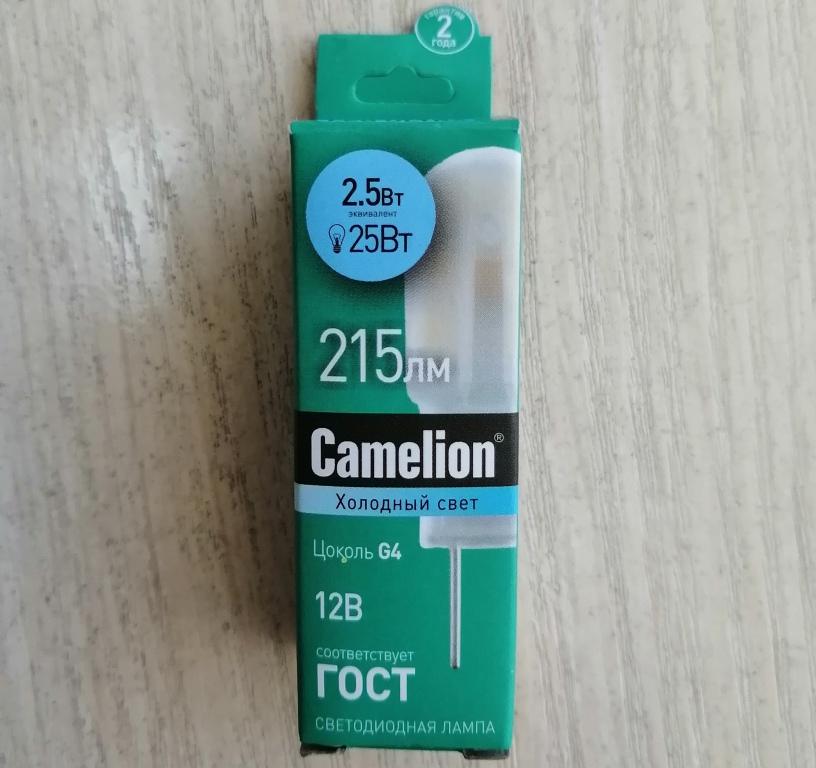 гарантия
2
года
2.5Вт
эквивалент
25Вт
215лм
Camelion®
Холодный свет
Цоколь G4
12В
соответствует
ГОСТ
СВЕТОДИОДНАЯ ЛАМПА